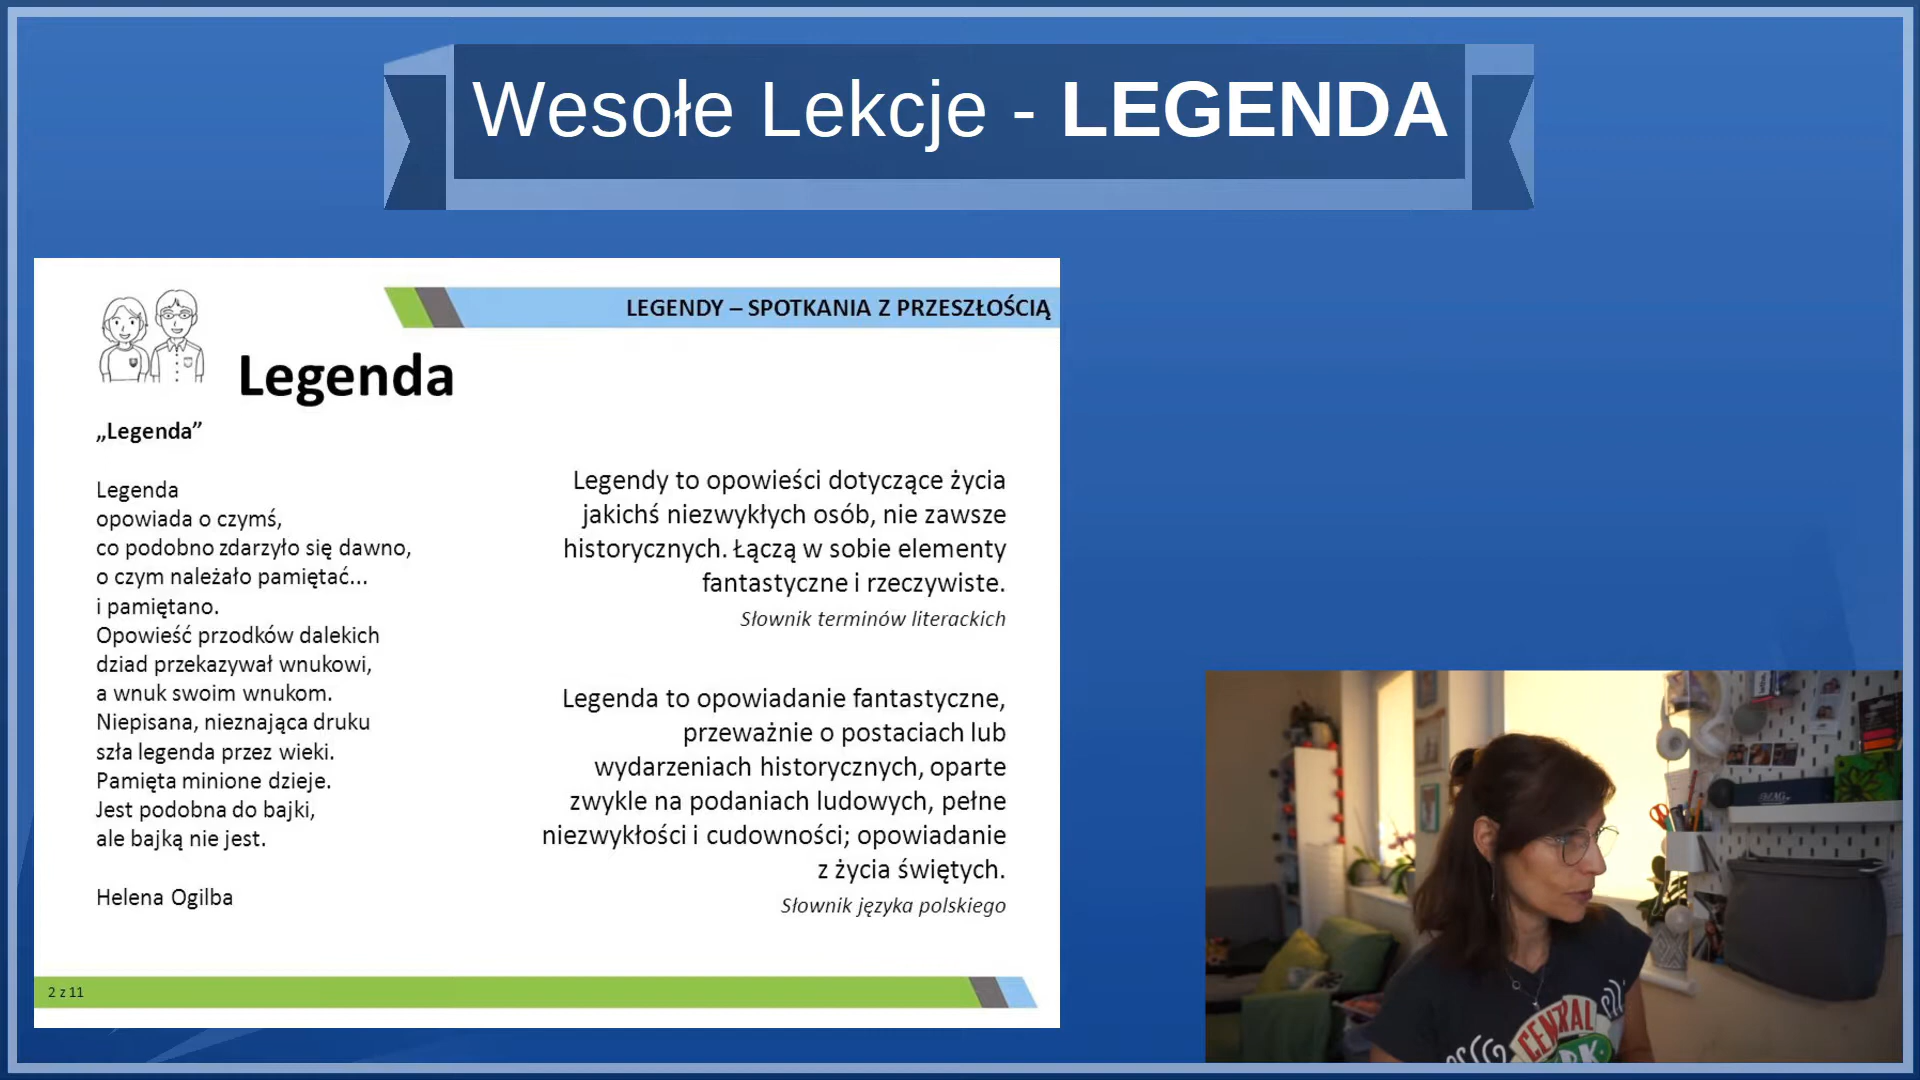 Wesołe Lekcje - LEGENDA
LEGENDY – SPOTKANIA Z PRZESZŁOŚCIĄ
Legenda
„Legenda”
Legenda
opowiada o czymś,
co podobno zdarzyło się dawno,
o czym należało pamiętać...
i pamiętano.
Opowieść przodków dalekich
dziad przekazywał wnukowi,
a wnuk swoim wnukom.
Niepisana, nieznająca druku
szła legenda przez wieki.
Pamięta minione dzieje.
Jest podobna do bajki,
ale bajką nie jest.
Helena Ogilba
Legendy to opowieści dotyczące życia
jakichś niezwykłych osób, nie zawsze
historycznych. Łączą w sobie elementy
fantastyczne i rzeczywiste.
Słownik terminów literackich
Legenda to opowiadanie fantastyczne,
przeważnie o postaciach lub
wydarzeniach historycznych, oparte
zwykle na podaniach ludowych, pełne
niezwykłości i cudowności; opowiadanie
z życia świętych.
Słownik języka polskiego
2 z 11
CENTRAL